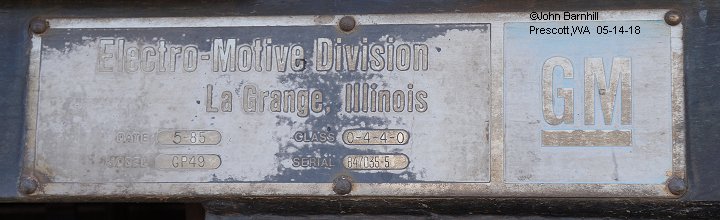 ©John Barnhill
Prescott,WA 05-14-18
Electro-Motive Division
La Grange, Illinois
GM
DATE 5-85 CLASS 0-4-4-0
MODEL GP49 SERIAL 847035-5